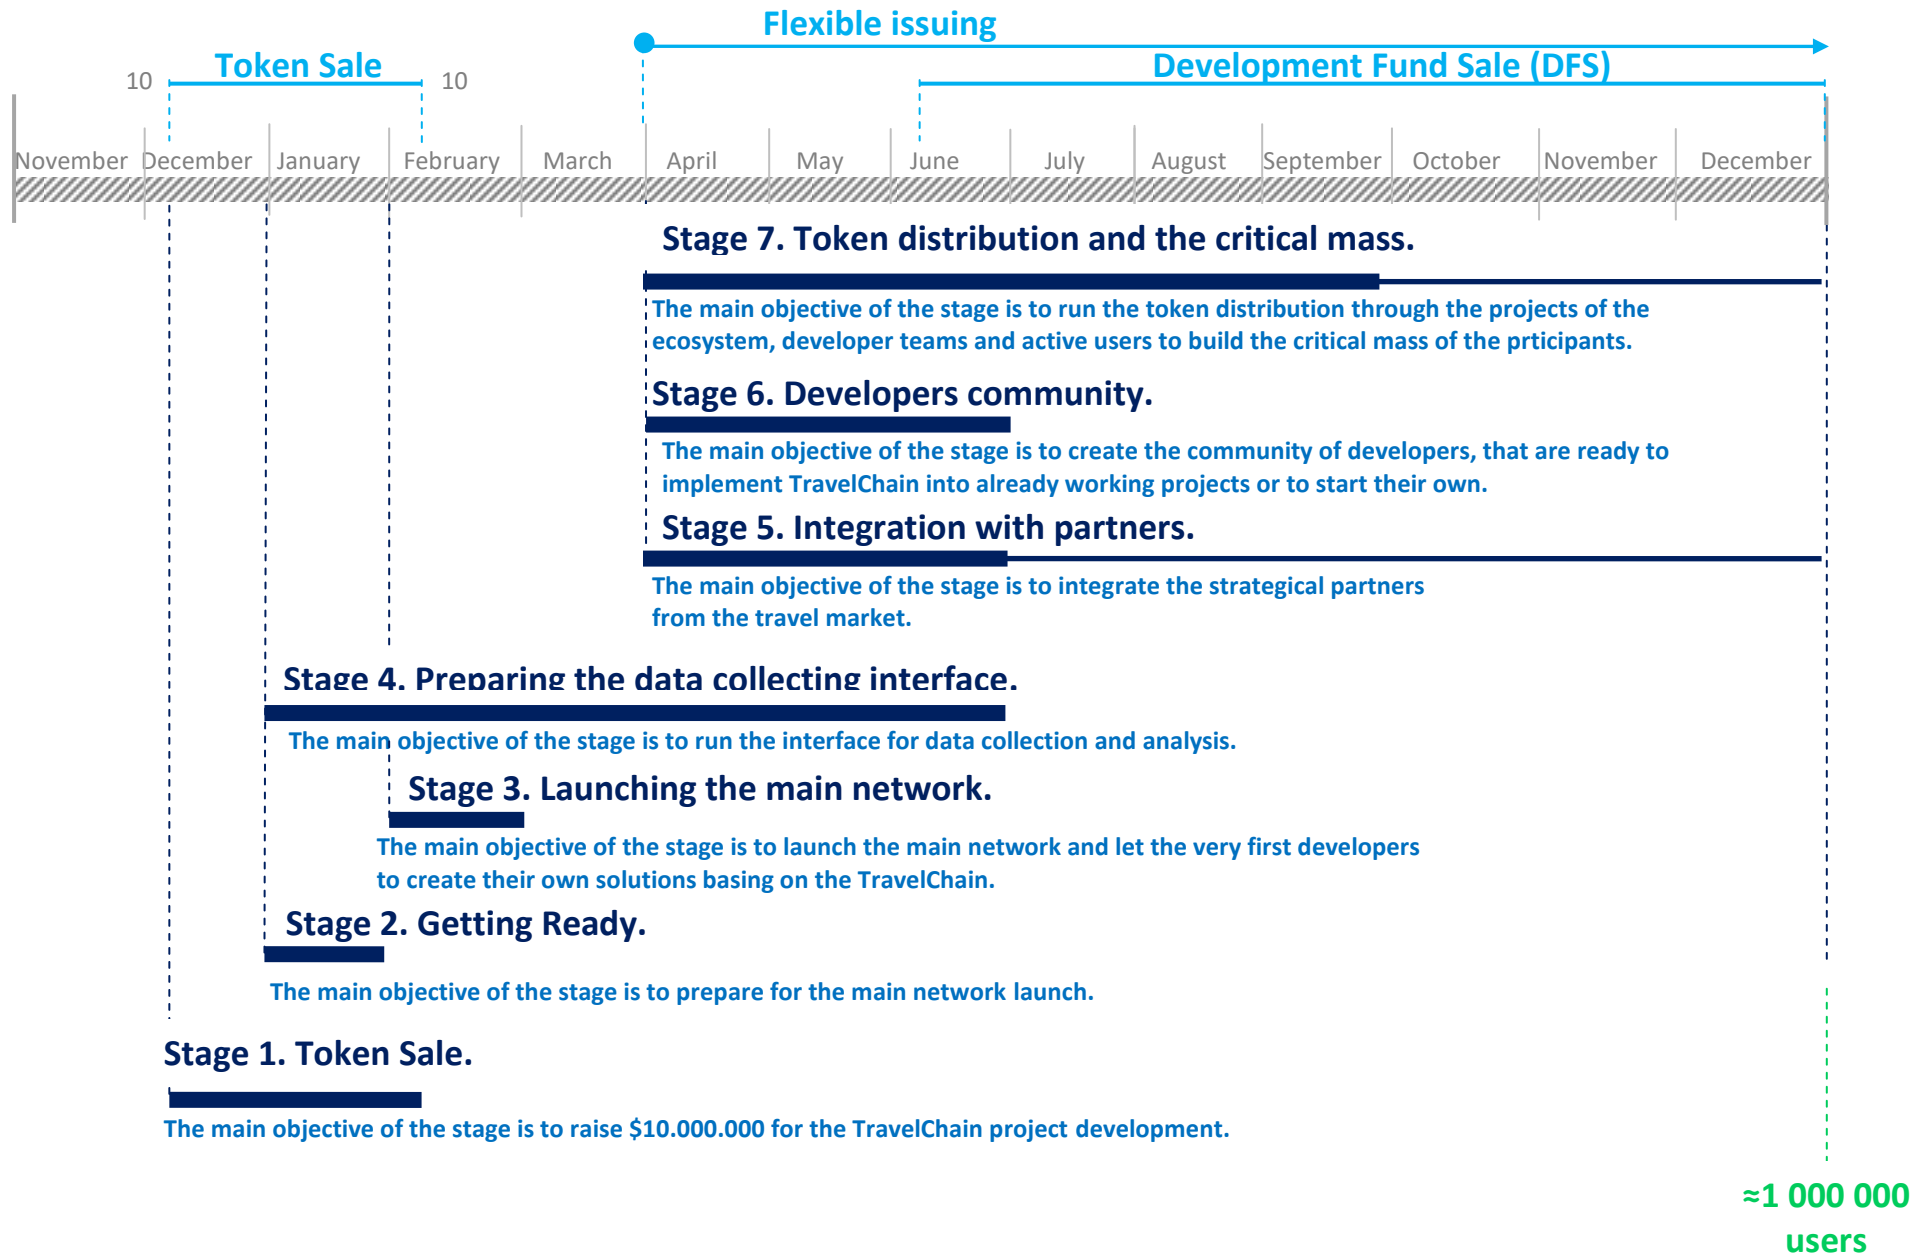 Flexible issuing
Token Sale
Development Fund Sale (DFS)
10
10
November December January February March April May June July August September October November December
Stage 7. Token distribution and the critical mass.
The main objective of the stage is to run the token distribution through the projects of the
ecosystem, developer teams and active users to build the critical mass of the prticipants.
Stage 6. Developers community.
The main objective of the stage is to create the community of developers, that are ready to
implement TravelChain into already working projects or to start their own.
Stage 5. Integration with partners.
The main objective of the stage is to integrate the strategical partners
from the travel market.
Stage 4. Preparing the data collecting interface.
The main objective of the stage is to run the interface for data collection and analysis.
Stage 3. Launching the main network.
The main objective of the stage is to launch the main network and let the very first developers
to create their own solutions basing on the TravelChain.
Stage 2. Getting Ready.
The main objective of the stage is to prepare for the main network launch.
Stage 1. Token Sale.
The main objective of the stage is to raise $10.000.000 for the TravelChain project development.
≈1 000 000
users